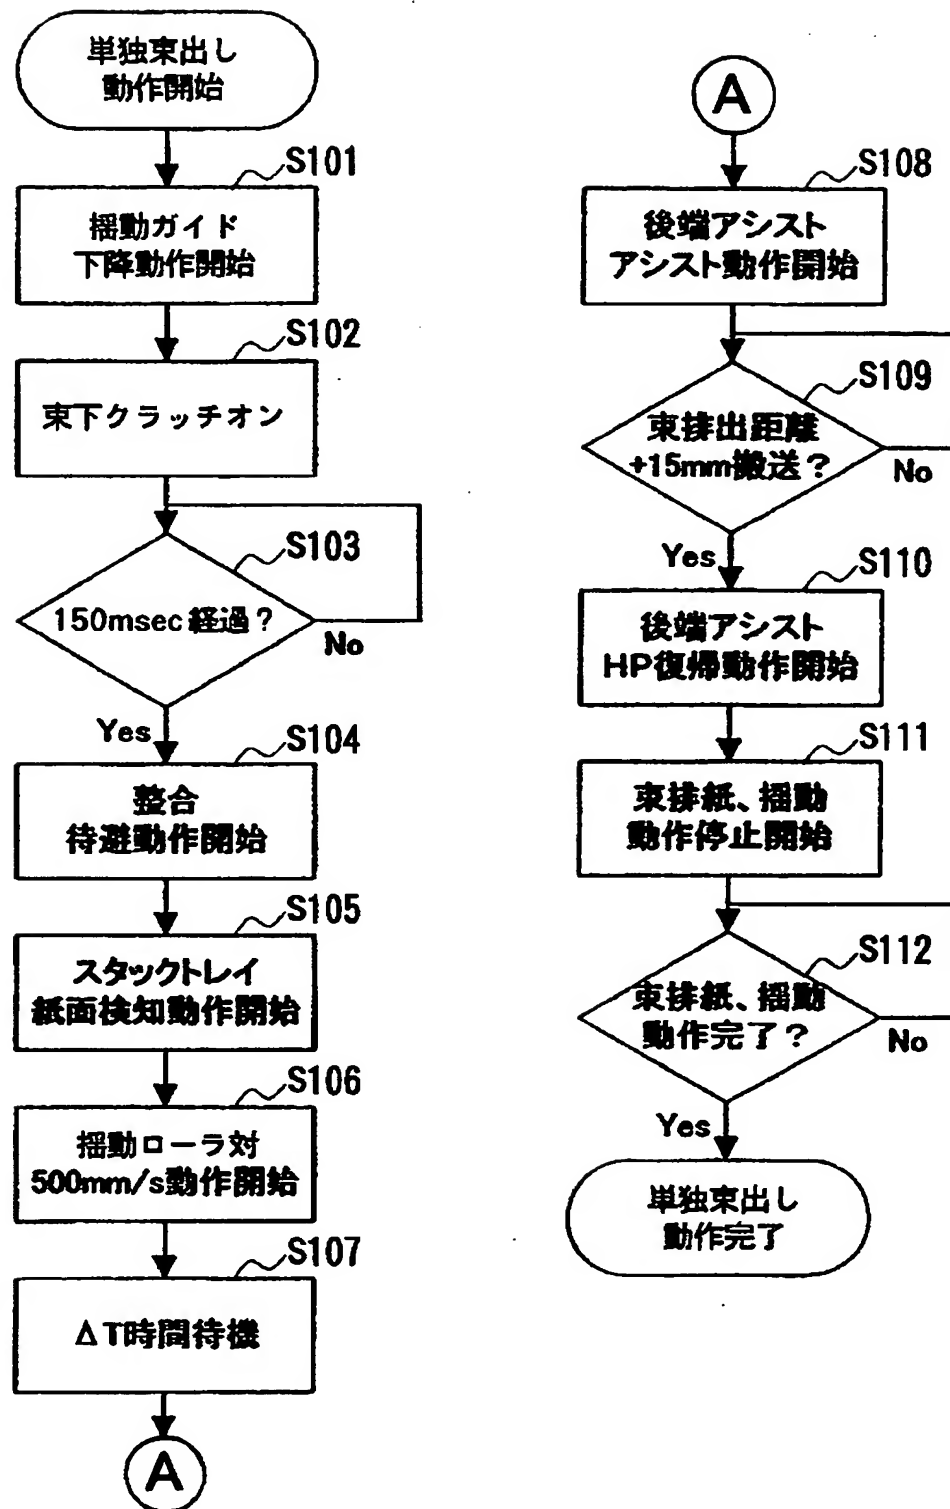 単独束出し
動作開始
S101
揺動ガイド
下降動作開始
S102
束下クラッチオン
S103
150msec経過？
No
Yes
S104
整合
待避動作開始
S105
スタックトレイ
紙面検知動作開始
S106
揺動ローラ対
500mm/s動作開始
S107
ΔT時間待機
A
A
S108
後端アシスト
アシスト動作開始
S109
束排出距離
+15mm搬送？
No
Yes
S110
後端アシスト
HP復帰動作開始
S111
束排紙、揺動
動作停止開始
S112
束排紙、揺動
動作完了？
No
Yes
単独束出し
動作完了